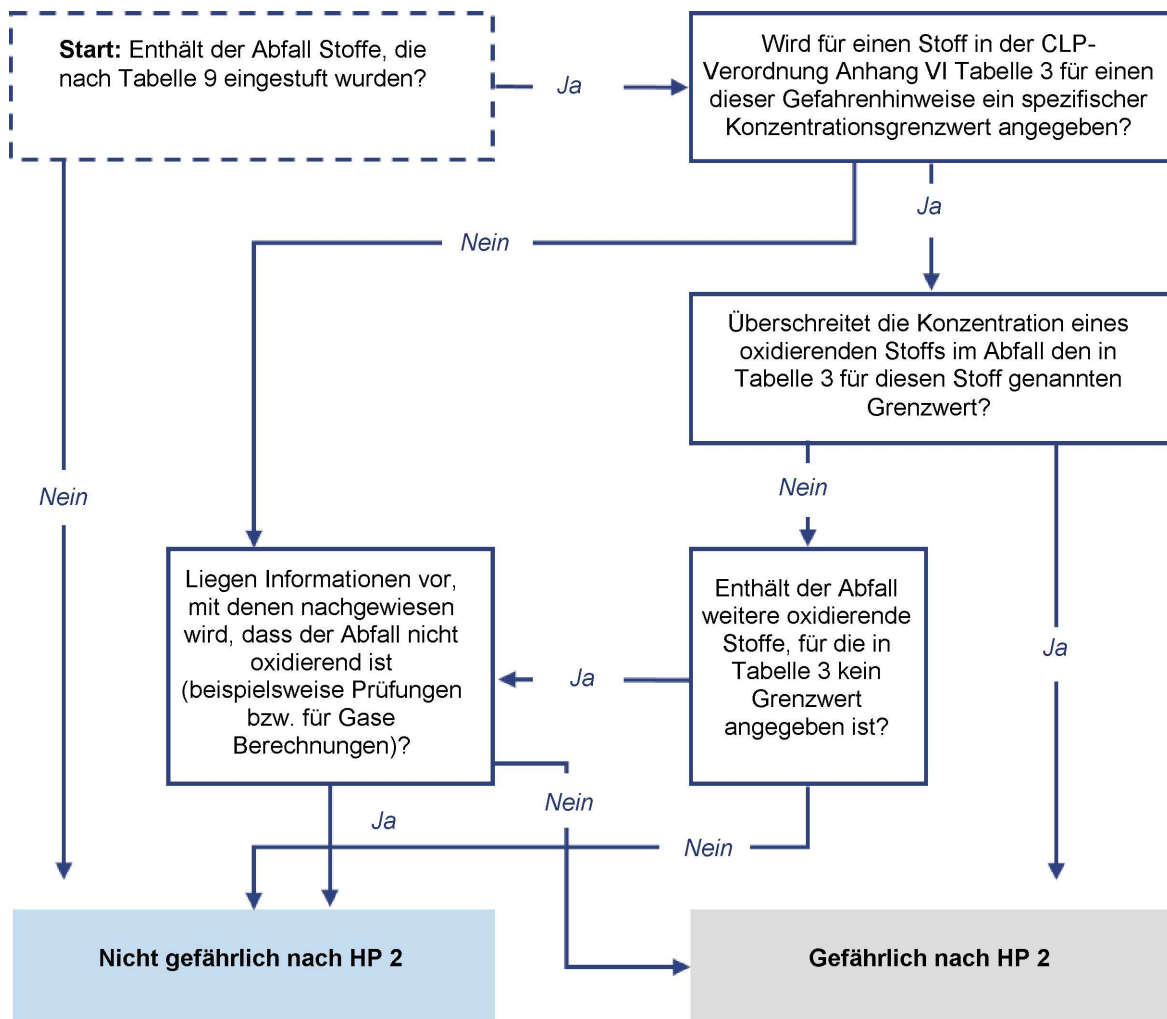 Start: Enthält der Abfall Stoffe, die
nach Tabelle 9 eingestuft wurden?
Ja
Wird für einen Stoff in der CLP-
Verordnung Anhang VI Tabelle 3 für einen
dieser Gefahrenhinweise ein spezifischer
Konzentrationsgrenzwert angegeben?
Ja
Nein
Überschreitet die Konzentration eines
oxidierenden Stoffs im Abfall den in
Tabelle 3 für diesen Stoff genannten
Grenzwert?
Nein
Nein
Liegen Informationen vor,
mit denen nachgewiesen
wird, dass der Abfall nicht
oxidierend ist
(beispielsweise Prüfungen
bzw. für Gase
Berechnungen)?
Ja
Enthält der Abfall
weitere oxidierende
Stoffe, für die in
Tabelle 3 kein
Grenzwert
angegeben ist?
Ja
Nein
Ja
Nein
Nicht gefährlich nach HP 2
Gefährlich nach HP 2